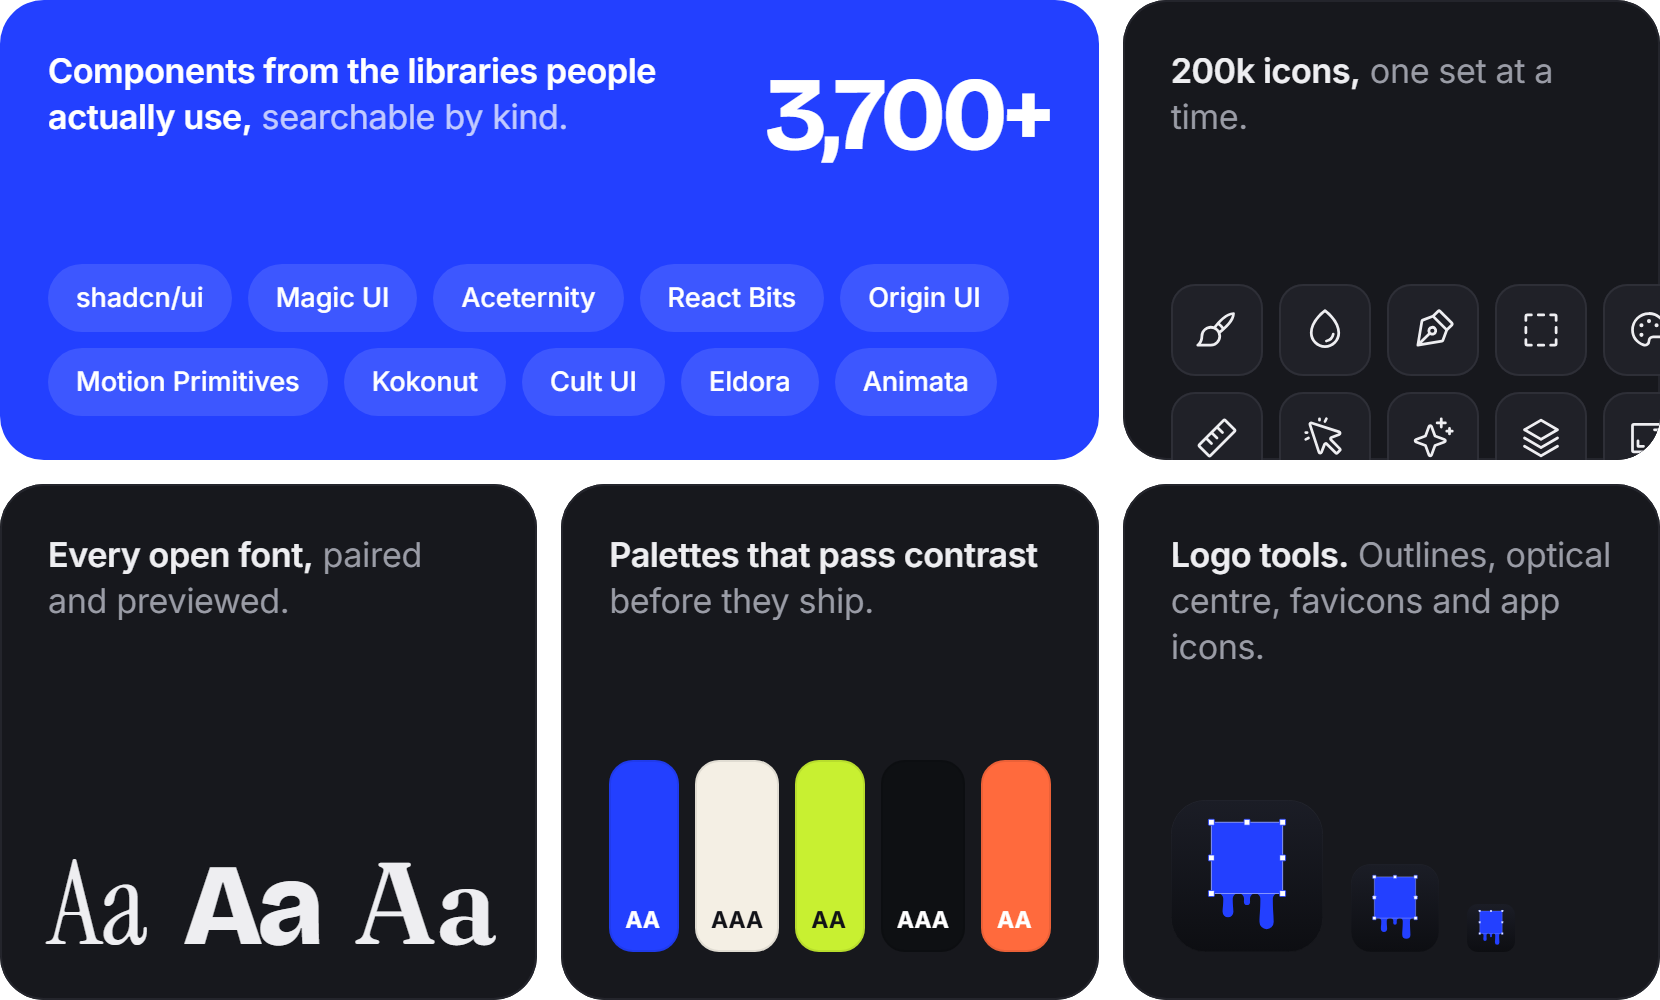 Components from the libraries people
actually use, searchable by kind.
3,700+
shadcn/ui
Magic UI
Aceternity
React Bits
Origin UI
Motion Primitives
Kokonut
Cult UI
Eldora
Animata
200k icons, one set at a
time.
Every open font, paired
and previewed.
Aa
Aa
Aa
Palettes that pass contrast
before they ship.
AA
AAA
AA
AAA
AA
Logo tools. Outlines, optical
centre, favicons and app
icons.